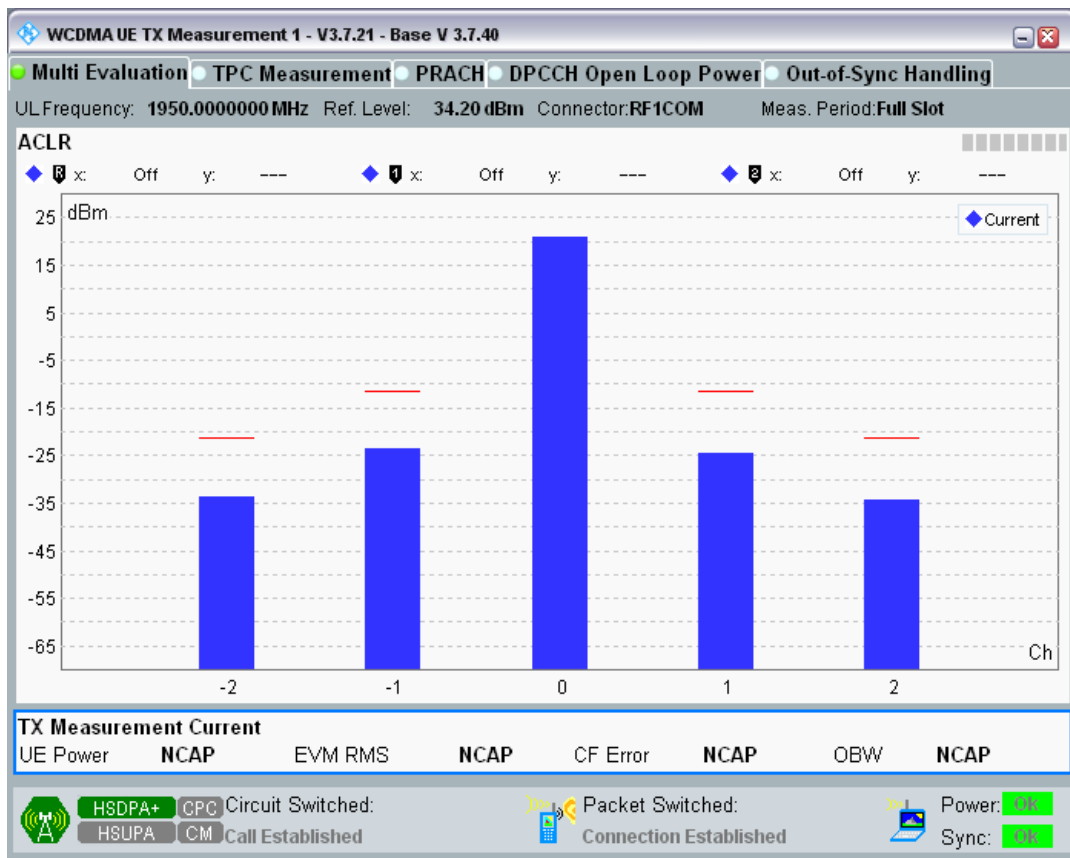 WCDMA UE TX Measurement 1 - V3.7.21 - Base V 3.7.40
Multi Evaluation TPC Measurement PRACH DPCCH Open Loop Power Out-of-Sync Handling
UL Frequency: 1950.0000000 MHz Ref. Level: 34.20 dBm Connector:RF1COM Meas. Period:Full Slot
ACLR
R x: Off y: --- 1 x: Off y: --- 2 x: Off y: ---
dBm
Current
25
15
5
-5
-15
-25
-35
-45
-55
-65
Ch
-2 -1 0 1 2
TX Measurement Current
UE Power NCAP EVM RMS NCAP CF Error NCAP OBW NCAP
HSDPA+ CPC Circuit Switched: Packet Switched: Power: Ok
HSUPA CM Call Established Connection Established Sync: Ok